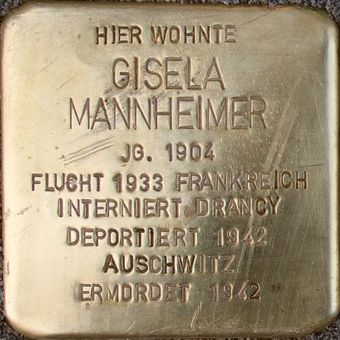 HIER WOHNTE
GISELA
MANNHEIMER
JG. 1904
FLUCHT 1933 FRANKREICH
INTERNIERT DRANCY
DEPORTIERT 1942
AUSCHWITZ
ERMORDET 1942